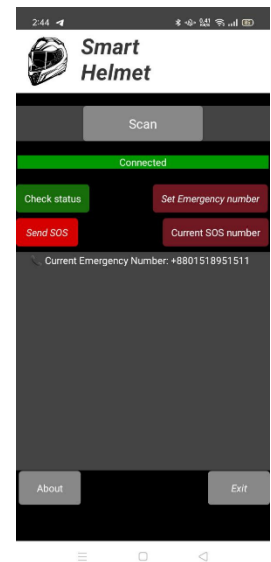 2:44
Smart
Helmet
Scan
Connected
Check status
Set Emergency number
Send SOS
Current SOS number
📞 Current Emergency Number: +8801518951511
About
Exit